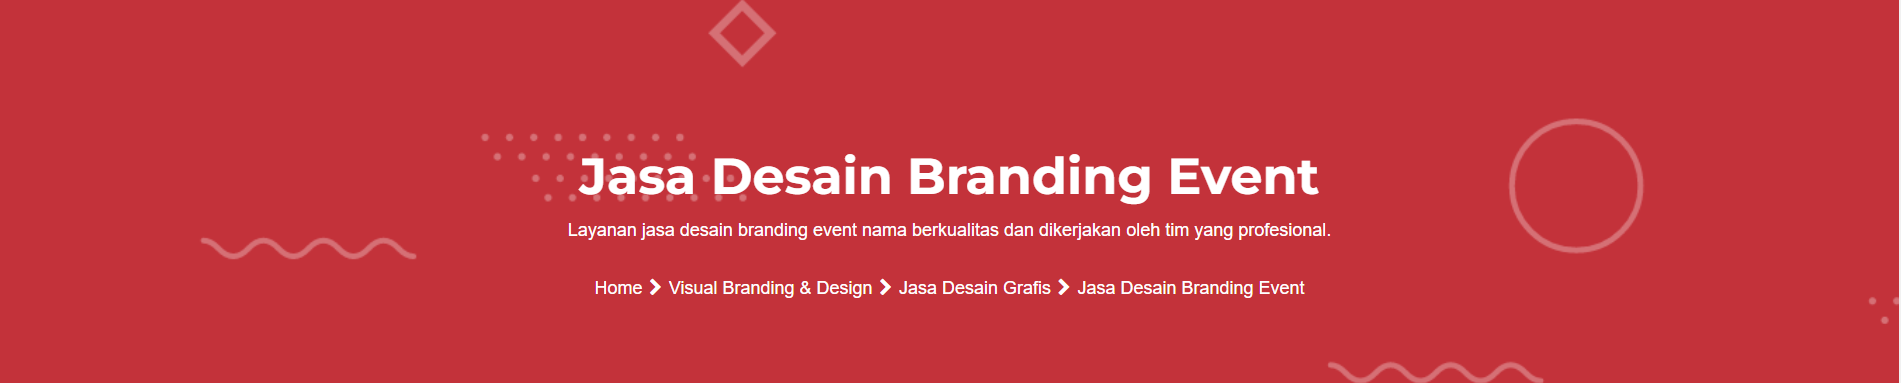 Jasa Desain Branding Event
Layanan jasa desain branding event nama berkualitas dan dikerjakan oleh tim yang profesional.
Home > Visual Branding & Design > Jasa Desain Grafis > Jasa Desain Branding Event